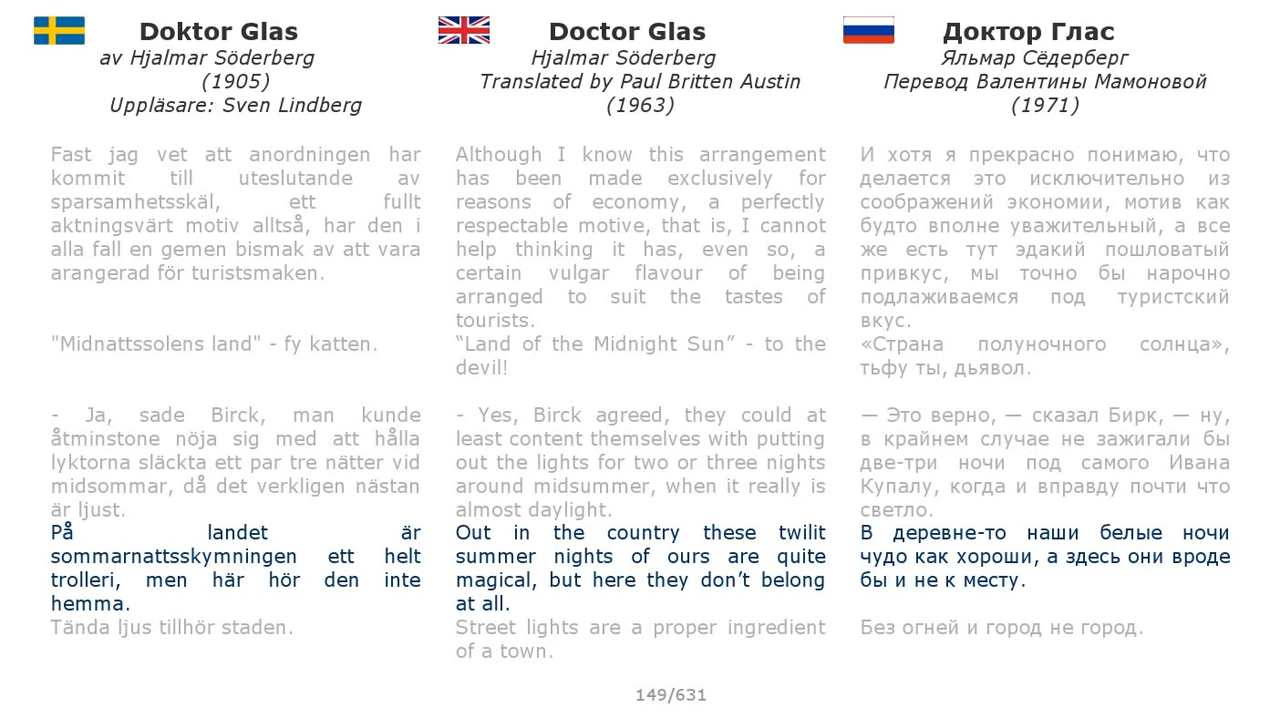 Doktor Glas
av Hjalmar Söderberg
(1905)
Uppläsare: Sven Lindberg
Fast jag vet att anordningen har
kommit till uteslutande av
sparsamhetsskäl, ett fullt
aktningsvärt motiv alltså, har den i
alla fall en gemen bismak av att vara
arangerad för turistsmaken.
"Midnattssolens land" - fy katten.
- Ja, sade Birck, man kunde
åtminstone nöja sig med att hålla
lyktorna släckta ett par tre nätter vid
midsommar, då det verkligen nästan
är ljust.
På landet är
sommarnattsskymningen ett helt
trolleri, men här hör den inte
hemma.
Tända ljus tillhör staden.
Doctor Glas
Hjalmar Söderberg
Translated by Paul Britten Austin
(1963)
Although I know this arrangement
has been made exclusively for
reasons of economy, a perfectly
respectable motive, that is, I cannot
help thinking it has, even so, a
certain vulgar flavour of being
arranged to suit the tastes of
tourists.
“Land of the Midnight Sun” - to the
devil!
- Yes, Birck agreed, they could at
least content themselves with putting
out the lights for two or three nights
around midsummer, when it really is
almost daylight.
Out in the country these twilit
summer nights of ours are quite
magical, but here they don’t belong
at all.
Street lights are a proper ingredient
of a town.
Доктор Глас
Яльмар Сёдерберг
Перевод Валентины Мамоновой
(1971)
И хотя я прекрасно понимаю, что
делается это исключительно из
соображений экономии, мотив как
будто вполне уважительный, а все
же есть тут эдакий пошловатый
привкус, мы точно бы нарочно
подлаживаемся под туристский
вкус.
«Страна полуночного солнца»,
тьфу ты, дьявол.
— Это верно, — сказал Бирк, — ну,
в крайнем случае не зажигали бы
две-три ночи под самого Ивана
Купалу, когда и вправду почти что
светло.
В деревне-то наши белые ночи
чудо как хороши, а здесь они вроде
бы и не к месту.
Без огней и город не город.
149/631